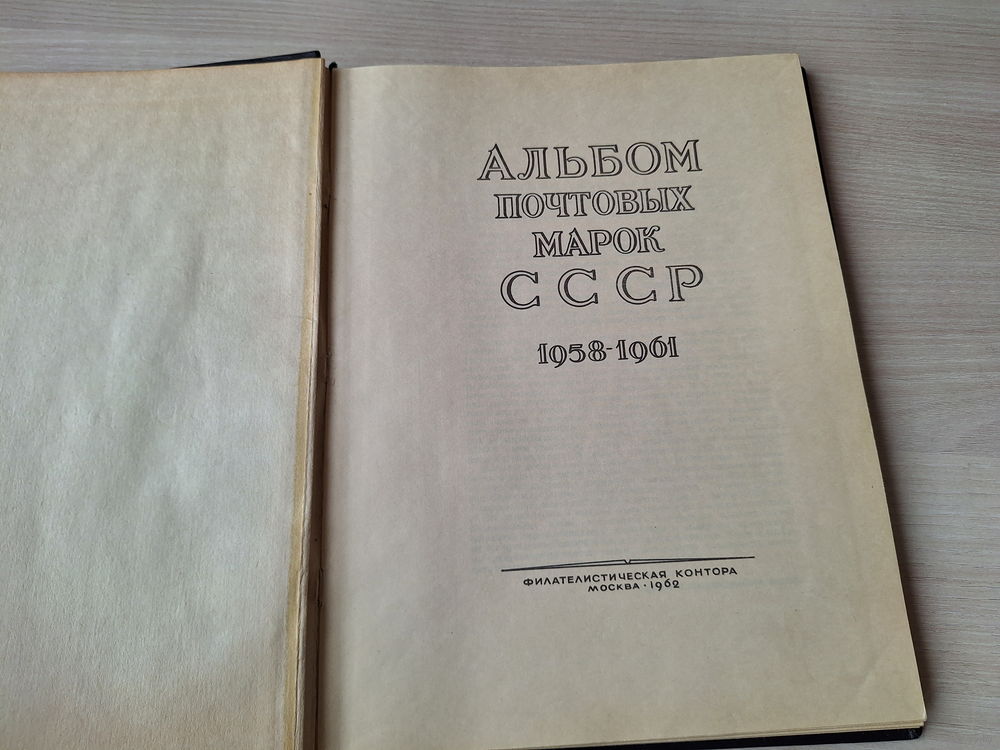 АЛЬБОМ
ПОЧТОВЫХ
МАРОК
СССР
1958-1961
ФИЛАТЕЛИСТИЧЕСКАЯ КОНТОРА
МОСКВА · 1962